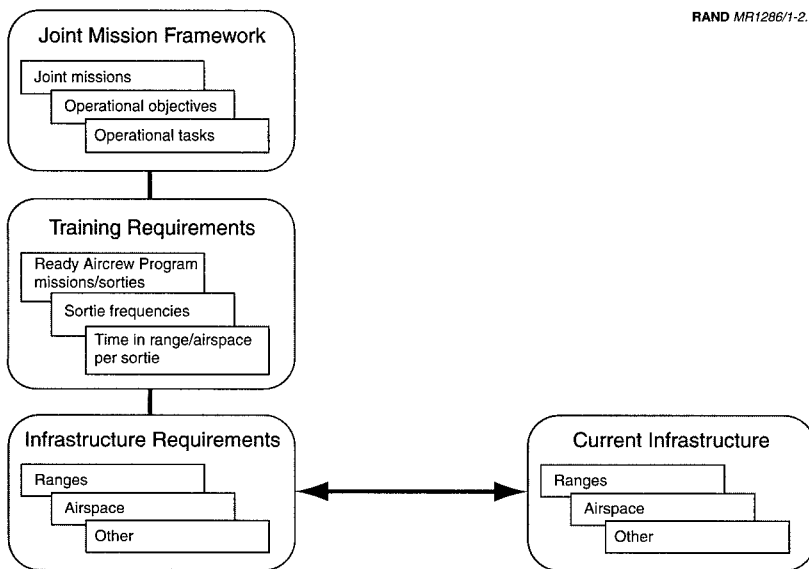 RAND MR1286/1-2.
Joint Mission Framework
Joint missions
Operational objectives
Operational tasks
Training Requirements
Ready Aircrew Program
missions/sorties
Sortie frequencies
Time in range/airspace
per sortie
Infrastructure Requirements
Ranges
Airspace
Other
Current Infrastructure
Ranges
Airspace
Other